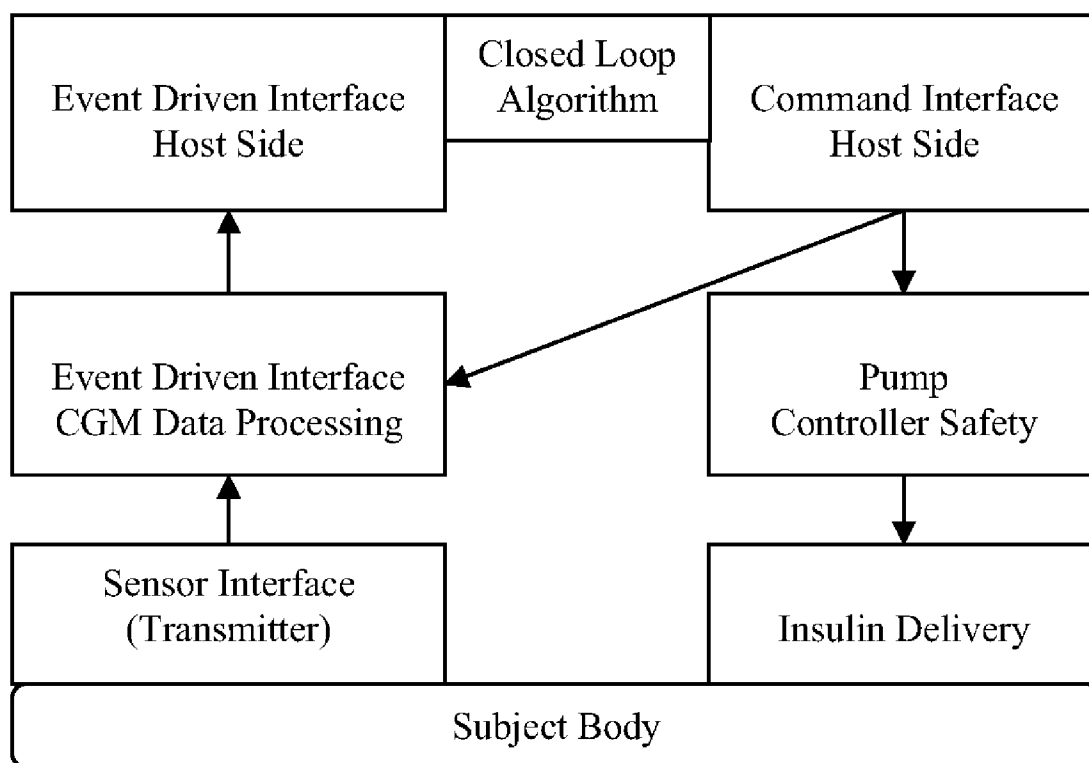 Event Driven Interface
Host Side
Closed Loop
Algorithm
Command Interface
Host Side
Event Driven Interface
CGM Data Processing
Pump
Controller Safety
Sensor Interface
(Transmitter)
Insulin Delivery
Subject Body